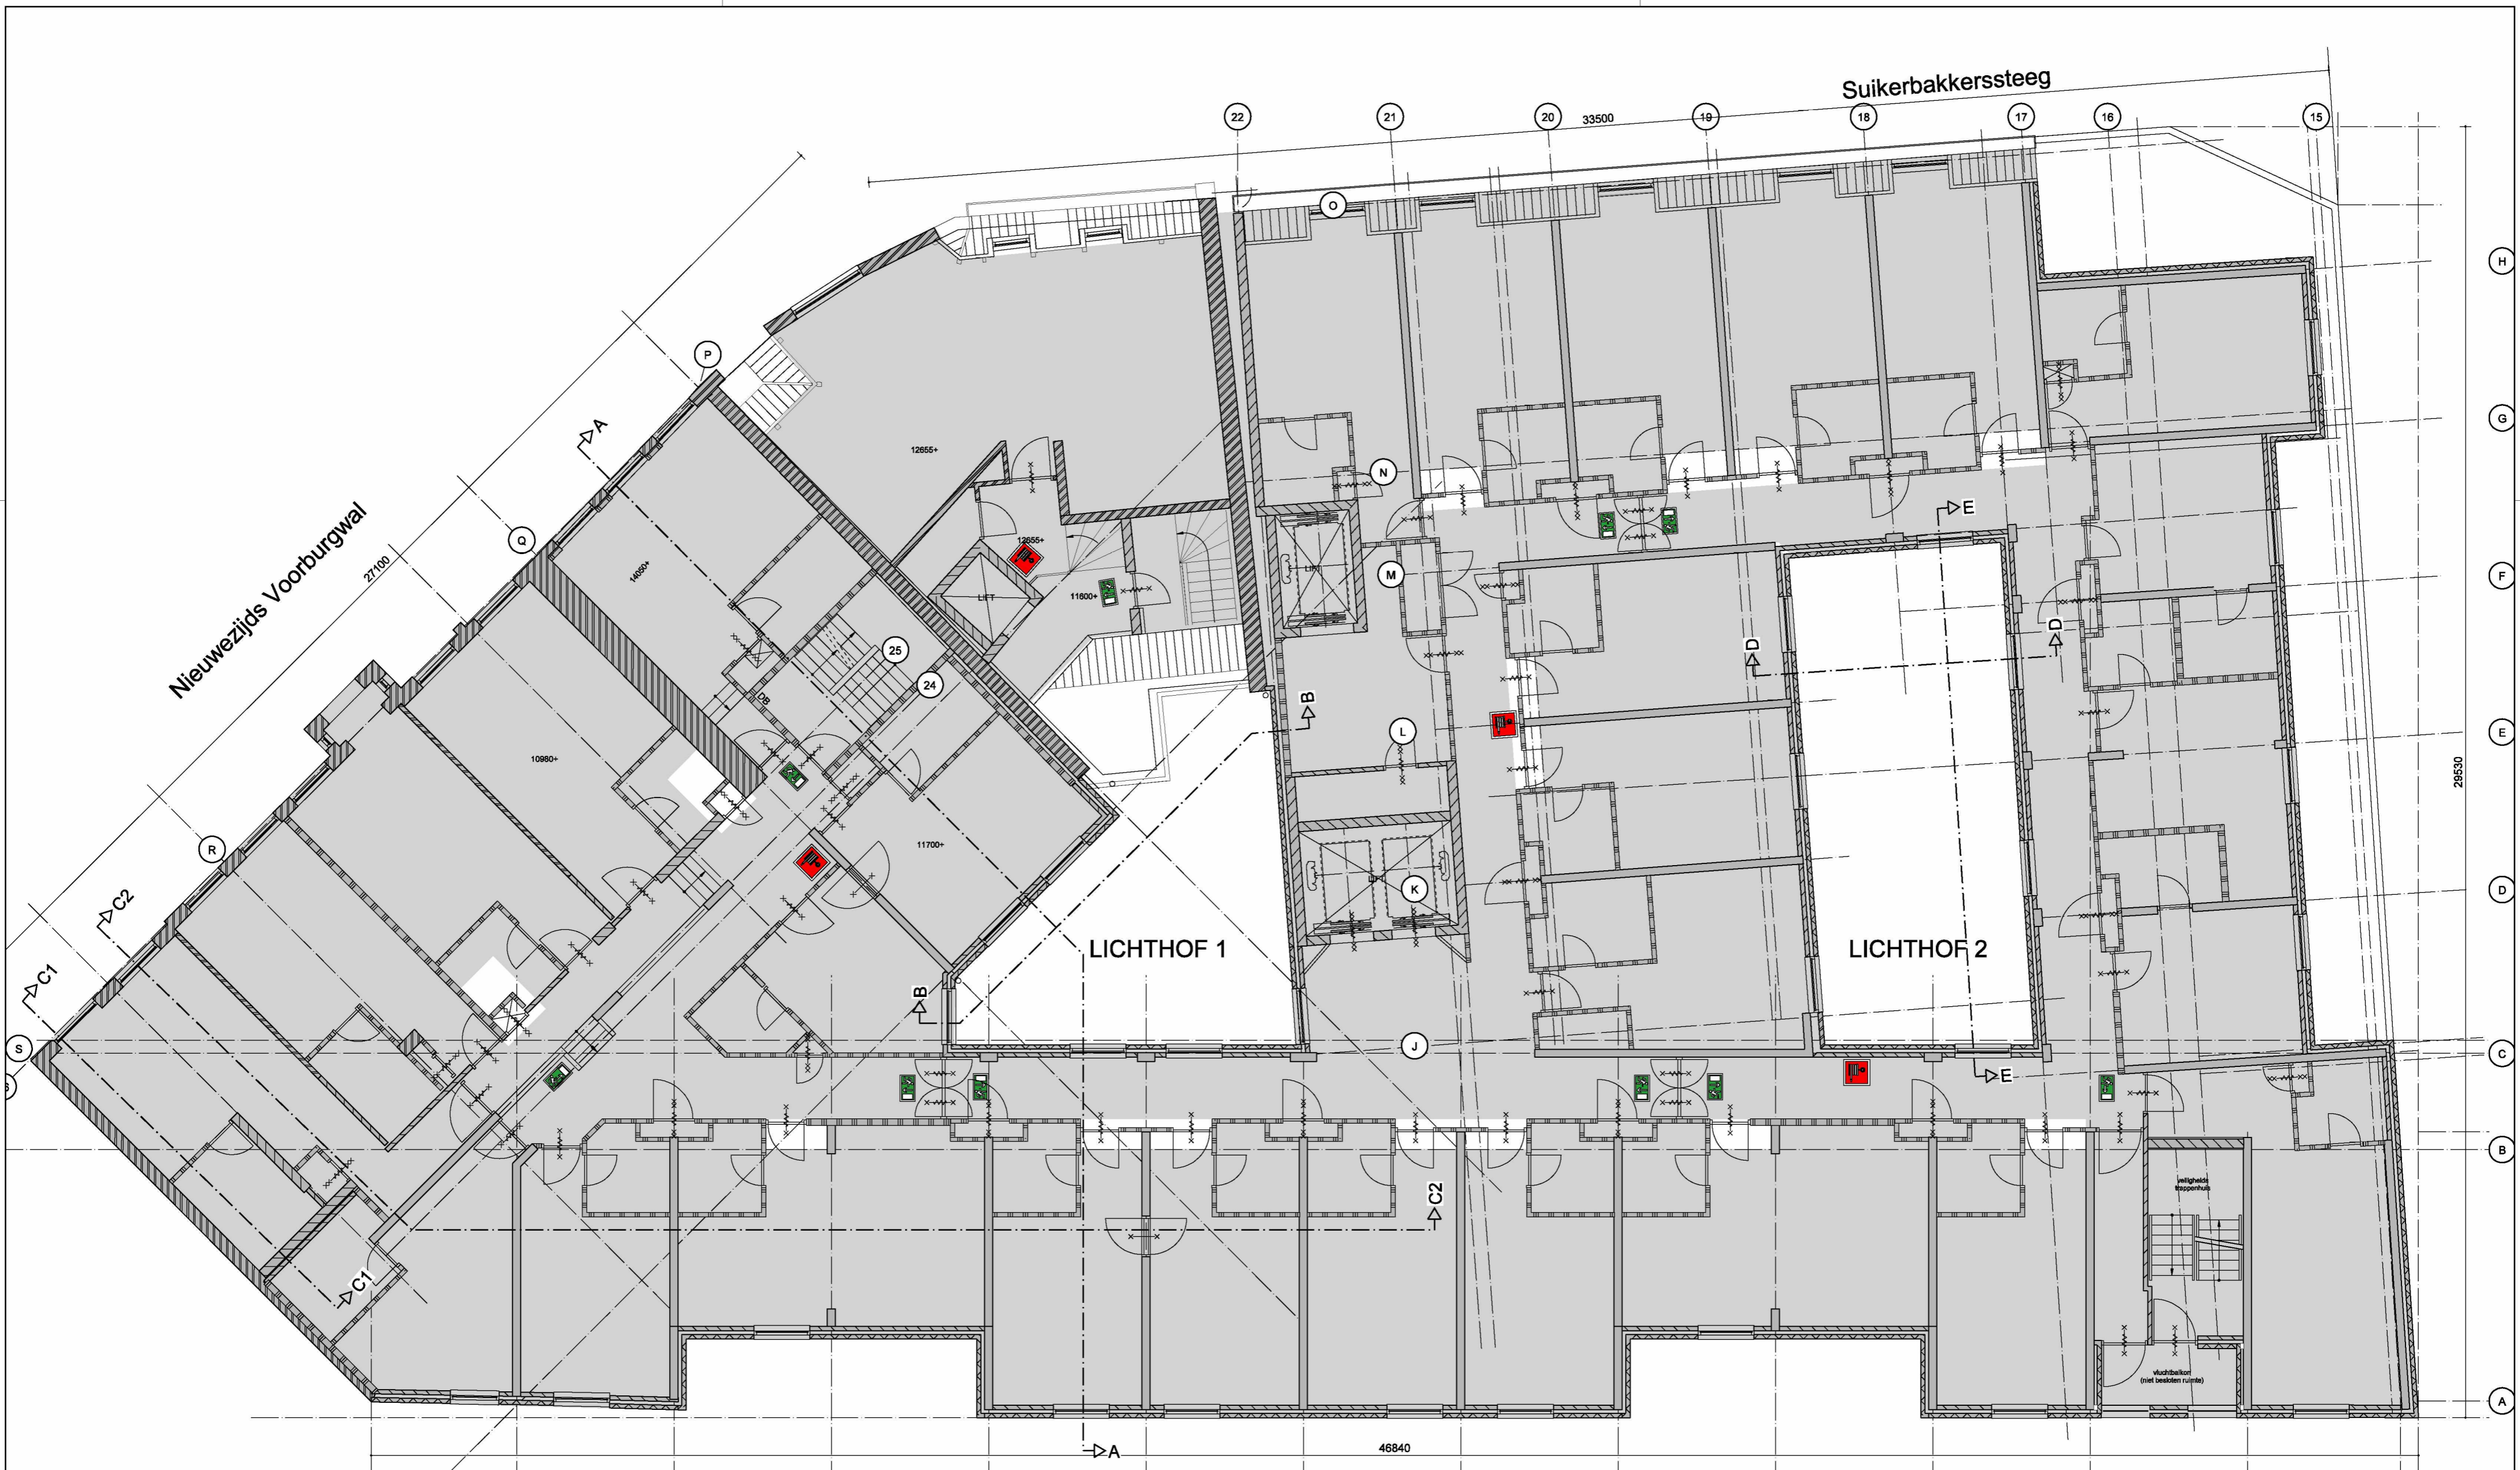 Suikerbakkerssteeg
33500
22
21
20
19
18
17
16
15
O
H
P
A
G
12655+
N
Q
E
Nieuwezijds Voorburgwal
27100
14050+
12655+
LIFT
M
LIFT
11600+
F
25
24
D
D
DB
B
L
E
10980+
29530
R
11700+
K
D
C2
C1
LICHTHOF 1
LICHTHOF 2
B
S
J
C
E
B
veiligheids
trappenhuis
C2
C1
vluchtbalkon
(niet besloten ruimte)
A
46840
A